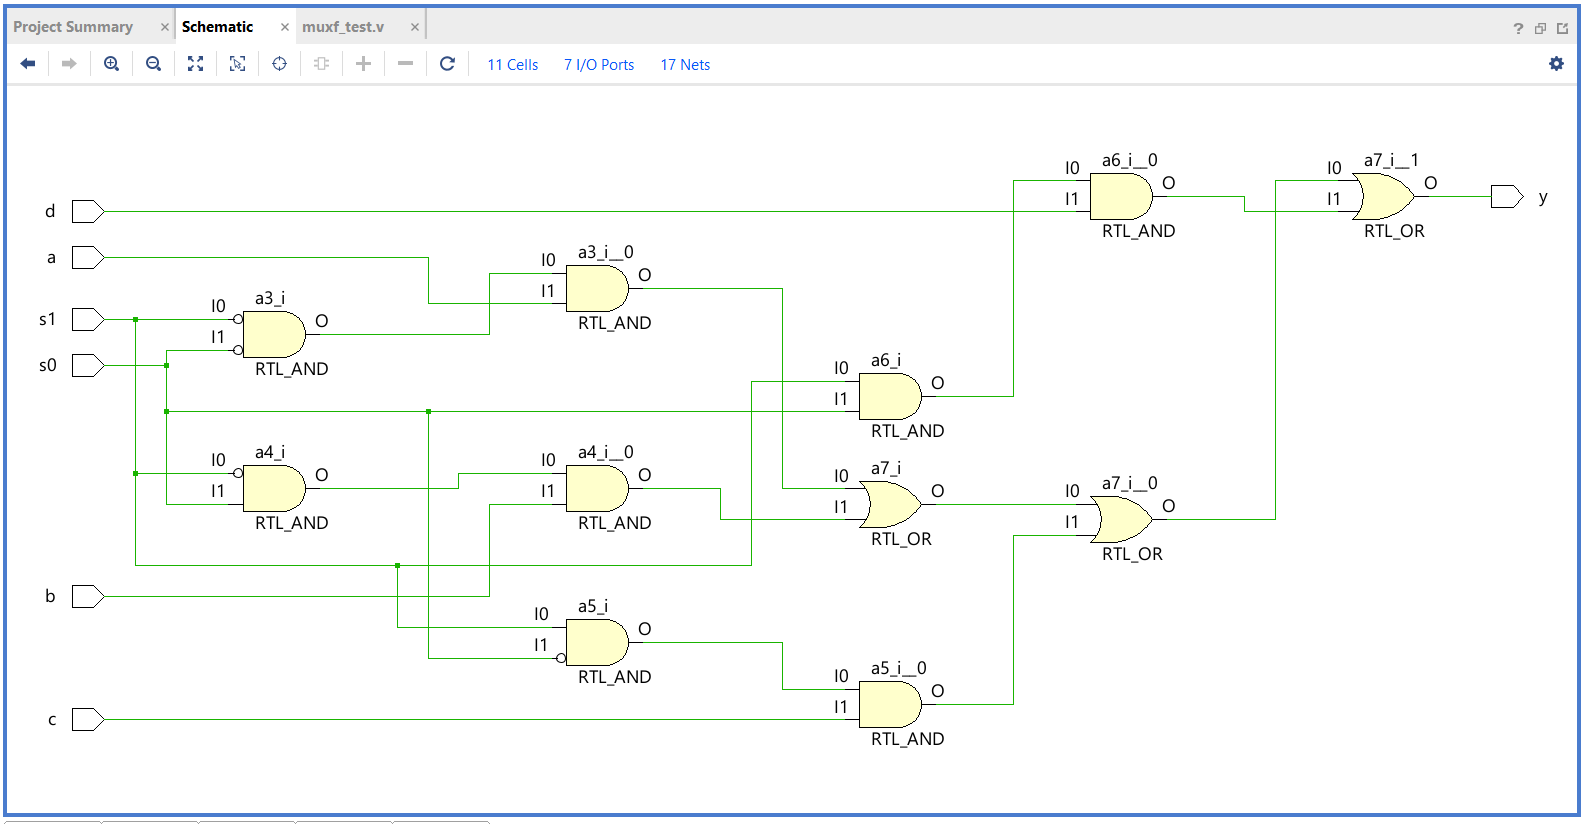 Project Summary × Schematic × muxf_test.v ×
?
11 Cells 7 I/O Ports 17 Nets
a6_i__0 a7_i__1
I0 O I0 O
d I1 I1 y
RTL_AND RTL_OR
a3_i__0
a I0 O
I1
a3_i
I0 O RTL_AND
s1
I1
s0 RTL_AND a6_i
I0 O
I1
RTL_AND
a4_i a4_i__0 a7_i
I0 O I0 O I0 O a7_i__0
I1 I1 I1 I0 O
RTL_AND RTL_AND RTL_OR I1
RTL_OR
b a5_i
I0 O
I1
RTL_AND a5_i__0
I0 O
c I1
RTL_AND